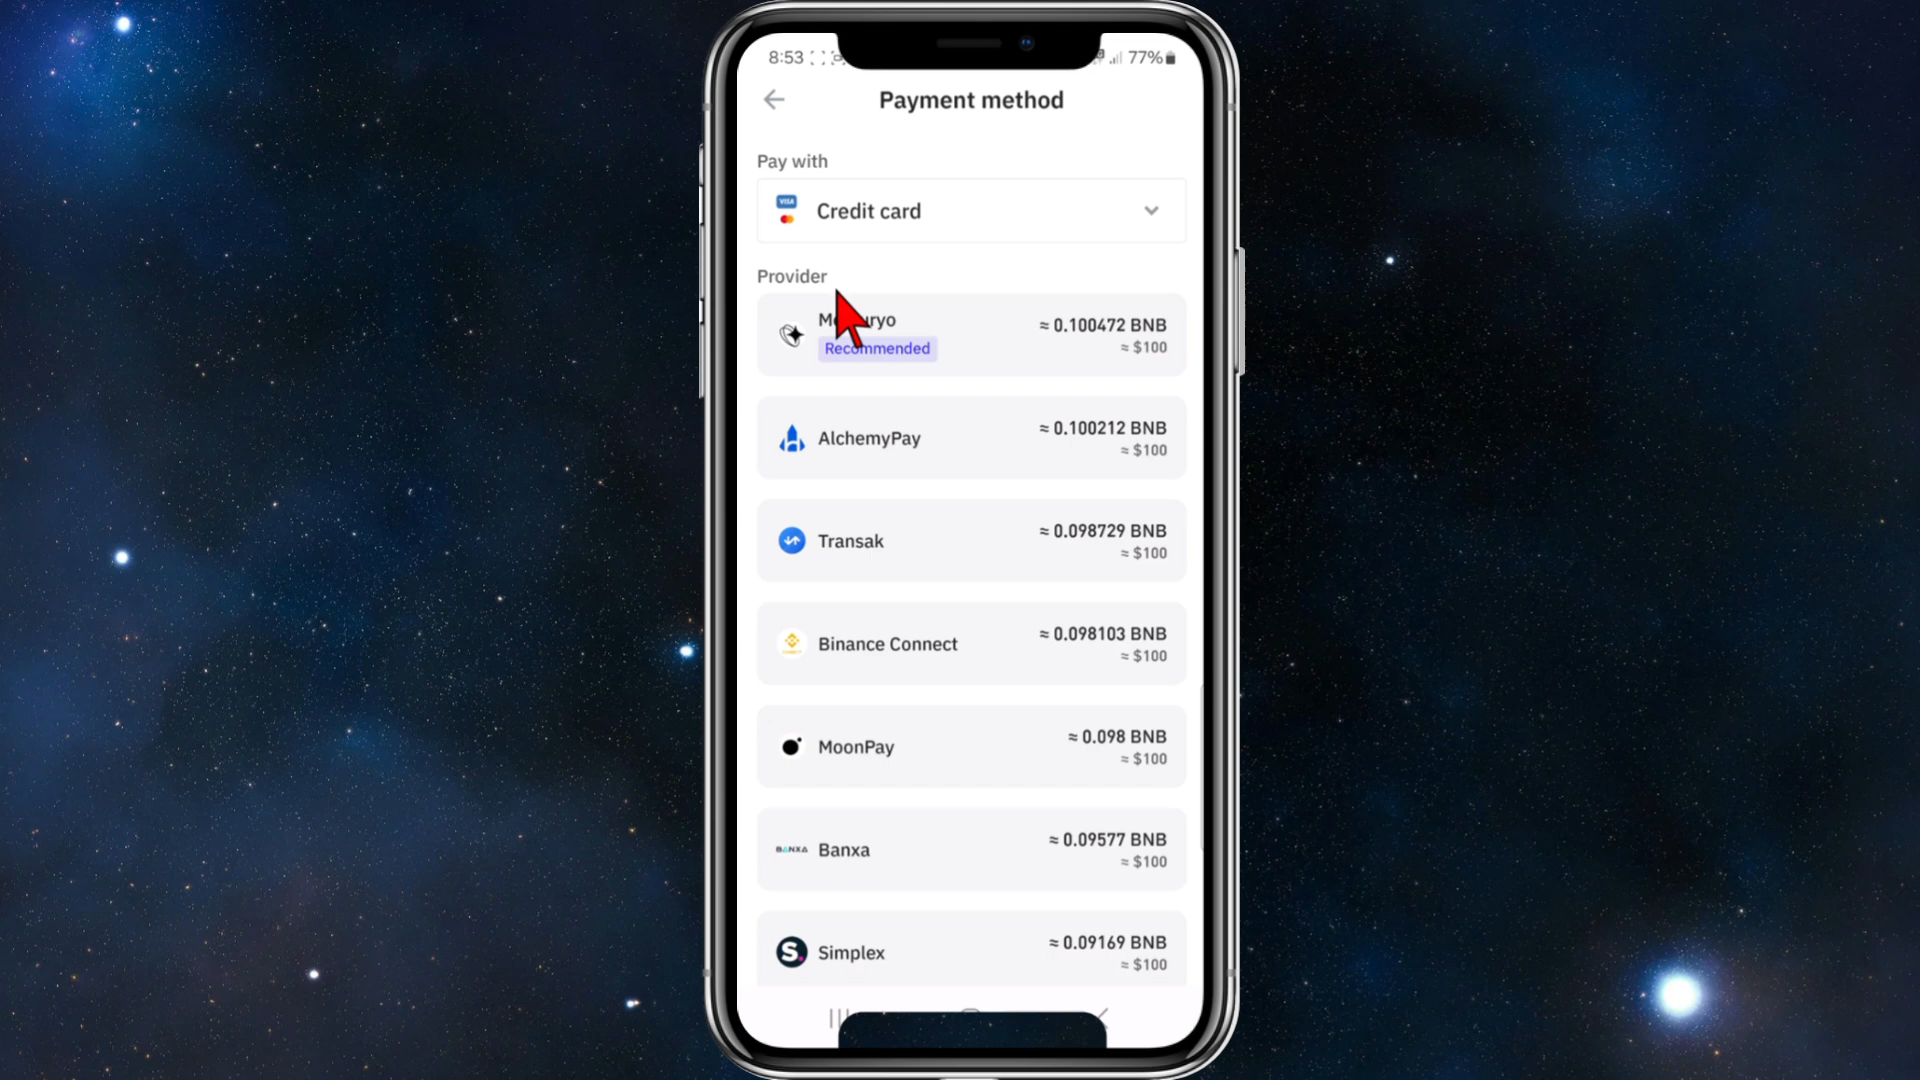 8:53
77%
Payment method
Pay with
VISA
Credit card
Provider
Recommended
≈ 0.100472 BNB
≈ $100
AlchemyPay
≈ 0.100212 BNB
≈ $100
Transak
≈ 0.098729 BNB
≈ $100
Binance Connect
≈ 0.098103 BNB
≈ $100
MoonPay
≈ 0.098 BNB
≈ $100
BANXA
Banxa
≈ 0.09577 BNB
≈ $100
S.
Simplex
≈ 0.09169 BNB
≈ $100